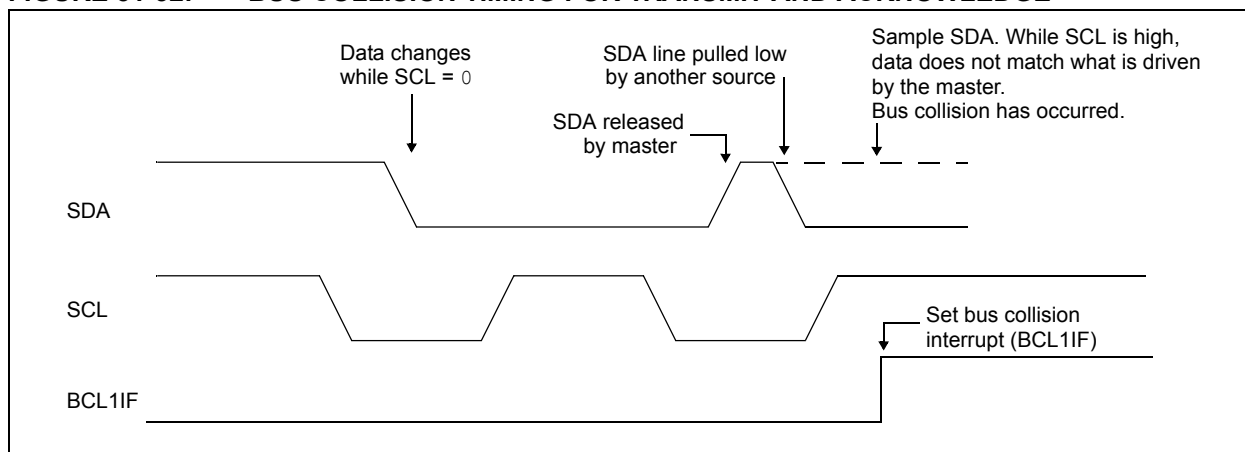 Data changes
while SCL = 0
SDA line pulled low
by another source
SDA released
by master
Sample SDA. While SCL is high,
data does not match what is driven
by the master.
Bus collision has occurred.
SDA
SCL
Set bus collision
interrupt (BCL1IF)
BCL1IF